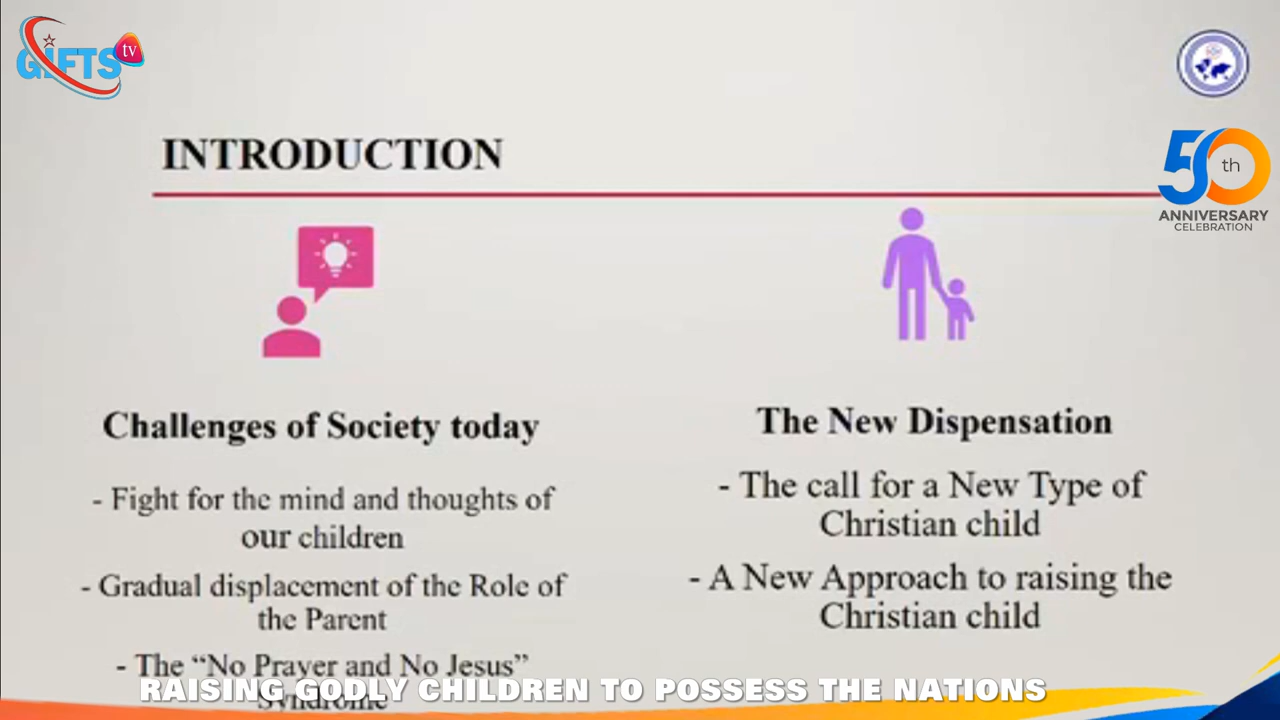 GIFTS tv
INTRODUCTION
50th
ANNIVERSARY
CELEBRATION
Challenges of Society today
- Fight for the mind and thoughts of
our children
- Gradual displacement of the Role of
the Parent
- The “No Prayer and No Jesus”
Syndrome
The New Dispensation
- The call for a New Type of
Christian child
- A New Approach to raising the
Christian child
RAISING GODLY CHILDREN TO POSSESS THE NATIONS